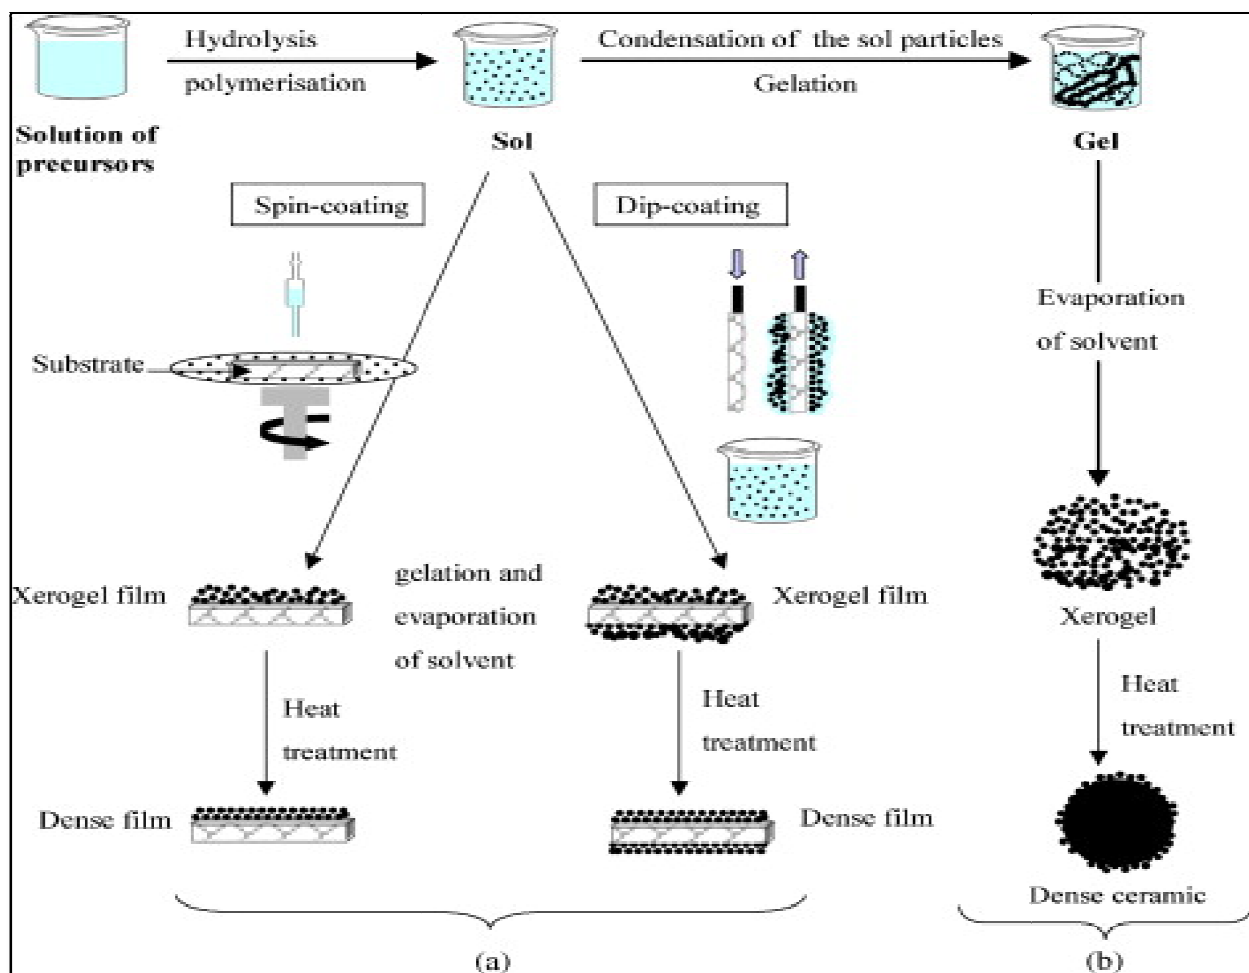 Hydrolysis
polymerisation
Condensation of the sol particles
Gelation
Solution of
precursors
Sol
Gel
Spin-coating
Dip-coating
Evaporation
of solvent
Substrate
Xerogel film
gelation and
evaporation
of solvent
Xerogel film
Xerogel
Heat
treatment
Heat
treatment
Heat
treatment
Dense film
Dense film
Dense ceramic
(a)
(b)